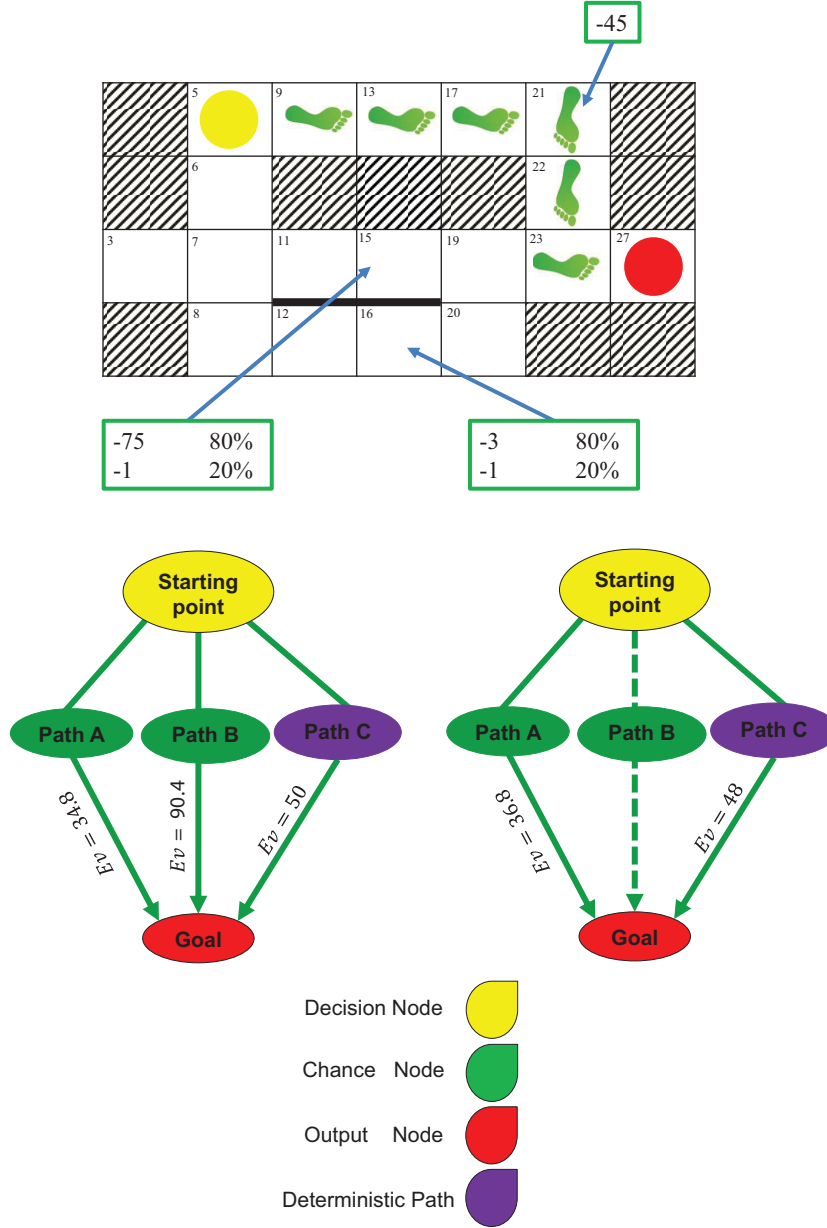 -45
5 9 13 17 21
6 22
3 7 11 15 19 23 27
8 12 16 20
-75 80%
-1 20%
-3 80%
-1 20%
Starting
point
Path A Path B Path C
Ev = 34.8
Ev = 90.4
Ev = 50
Goal
Starting
point
Path A Path B Path C
Ev = 36.8
Ev = 48
Goal
Decision Node
Chance Node
Output Node
Deterministic Path